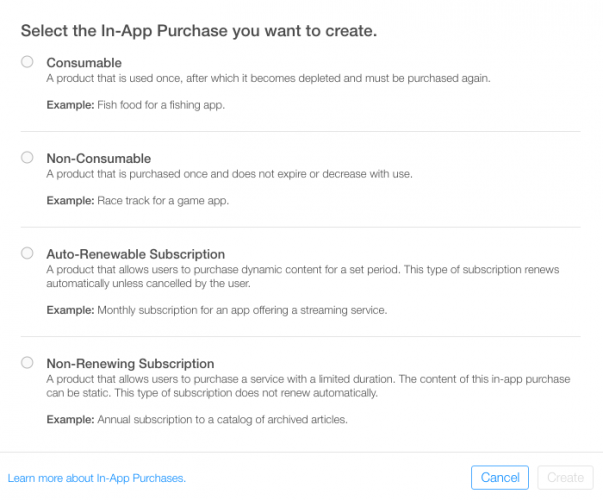 Select the In-App Purchase you want to create.
Consumable
A product that is used once, after which it becomes depleted and must be purchased again.
Example: Fish food for a fishing app.
Non-Consumable
A product that is purchased once and does not expire or decrease with use.
Example: Race track for a game app.
Auto-Renewable Subscription
A product that allows users to purchase dynamic content for a set period. This type of subscription renews
automatically unless cancelled by the user.
Example: Monthly subscription for an app offering a streaming service.
Non-Renewing Subscription
A product that allows users to purchase a service with a limited duration. The content of this in-app purchase
can be static. This type of subscription does not renew automatically.
Example: Annual subscription to a catalog of archived articles.
Learn more about In-App Purchases.
Cancel
Create